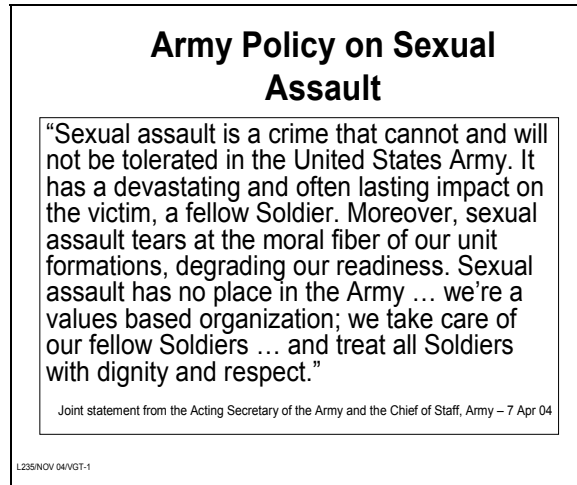 Army Policy on Sexual
Assault
“Sexual assault is a crime that cannot and will
not be tolerated in the United States Army. It
has a devastating and often lasting impact on
the victim, a fellow Soldier. Moreover, sexual
assault tears at the moral fiber of our unit
formations, degrading our readiness. Sexual
assault has no place in the Army … we’re a
values based organization; we take care of
our fellow Soldiers … and treat all Soldiers
with dignity and respect.”
Joint statement from the Acting Secretary of the Army and the Chief of Staff, Army – 7 Apr 04
L235/NOV 04/VGT-1